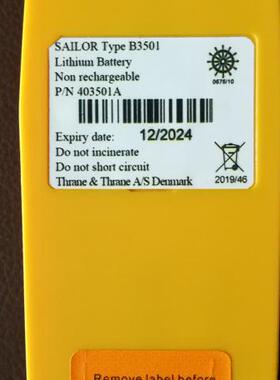 SAILOR Type B3501
Lithium Battery
Non rechargeable
P/N 403501A
0575/10
Expiry date: 12/2024
Do not incinerate
Do not short circuit
Thrane & Thrane A/S Denmark
2019/46
Remove label before